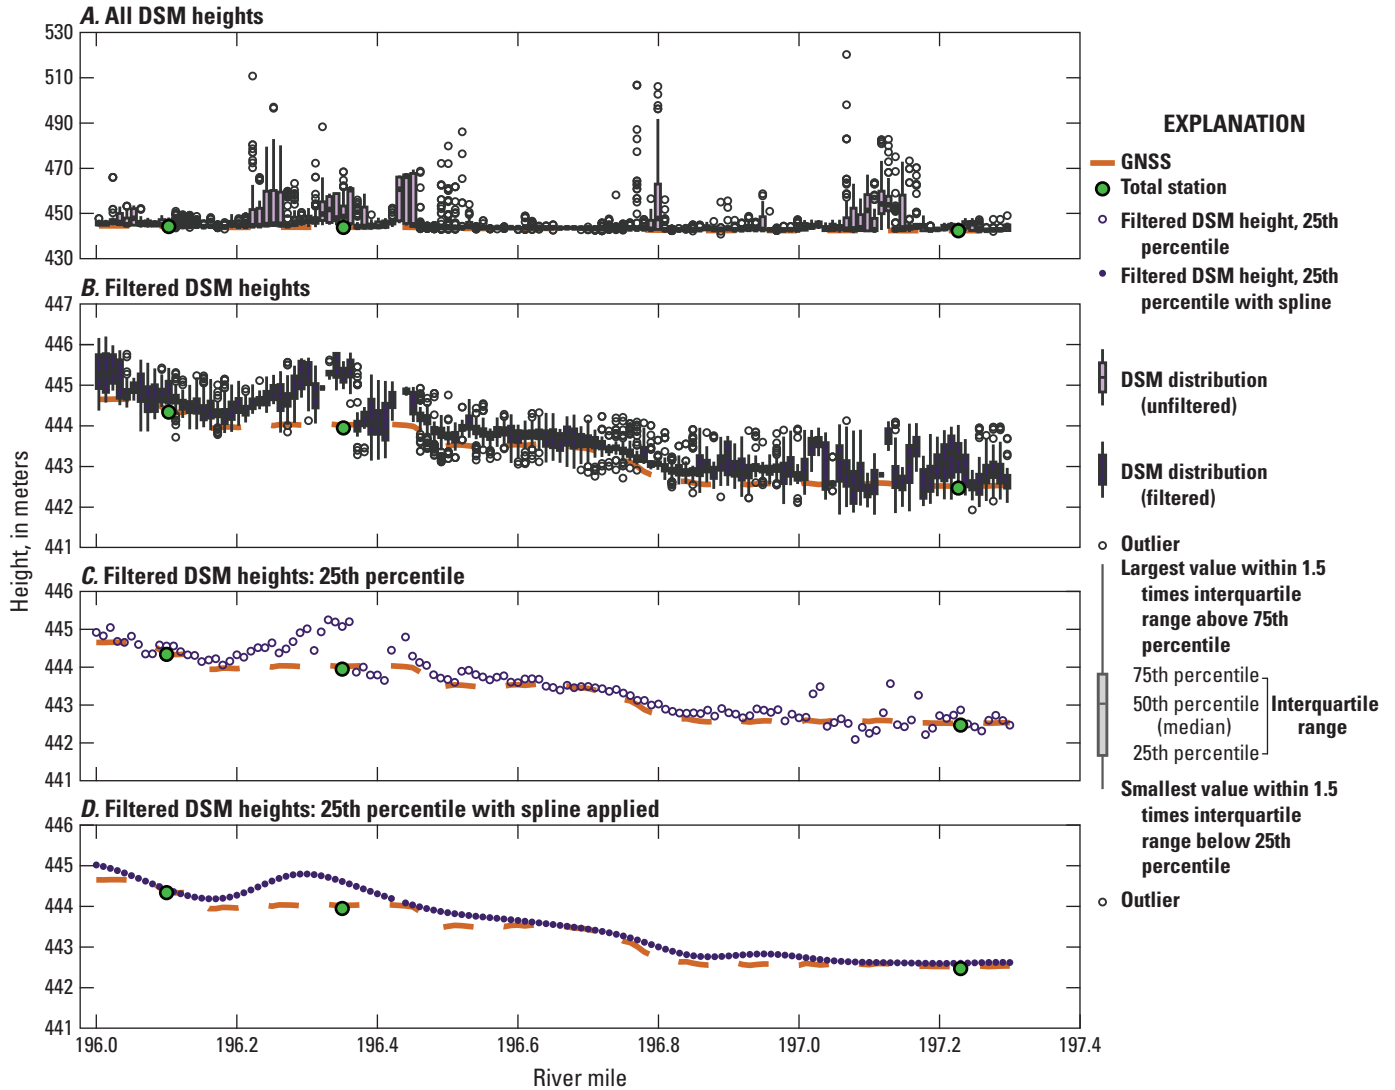 A. All DSM heights
530
510
490
470
450
430
B. Filtered DSM heights
447
446
445
444
443
442
441
C. Filtered DSM heights: 25th percentile
446
445
444
443
442
441
D. Filtered DSM heights: 25th percentile with spline applied
446
445
444
443
442
441
196.0
196.2
196.4
196.6
196.8
197.0
197.2
197.4
River mile
Height, in meters
EXPLANATION
GNSS
Total station
Filtered DSM height, 25th
percentile
Filtered DSM height, 25th
percentile with spline
DSM distribution
(unfiltered)
DSM distribution
(filtered)
Outlier
Largest value within 1.5
times interquartile
range above 75th
percentile
75th percentile
50th percentile
(median)
25th percentile
Interquartile
range
Smallest value within 1.5
times interquartile
range below 25th
percentile
Outlier